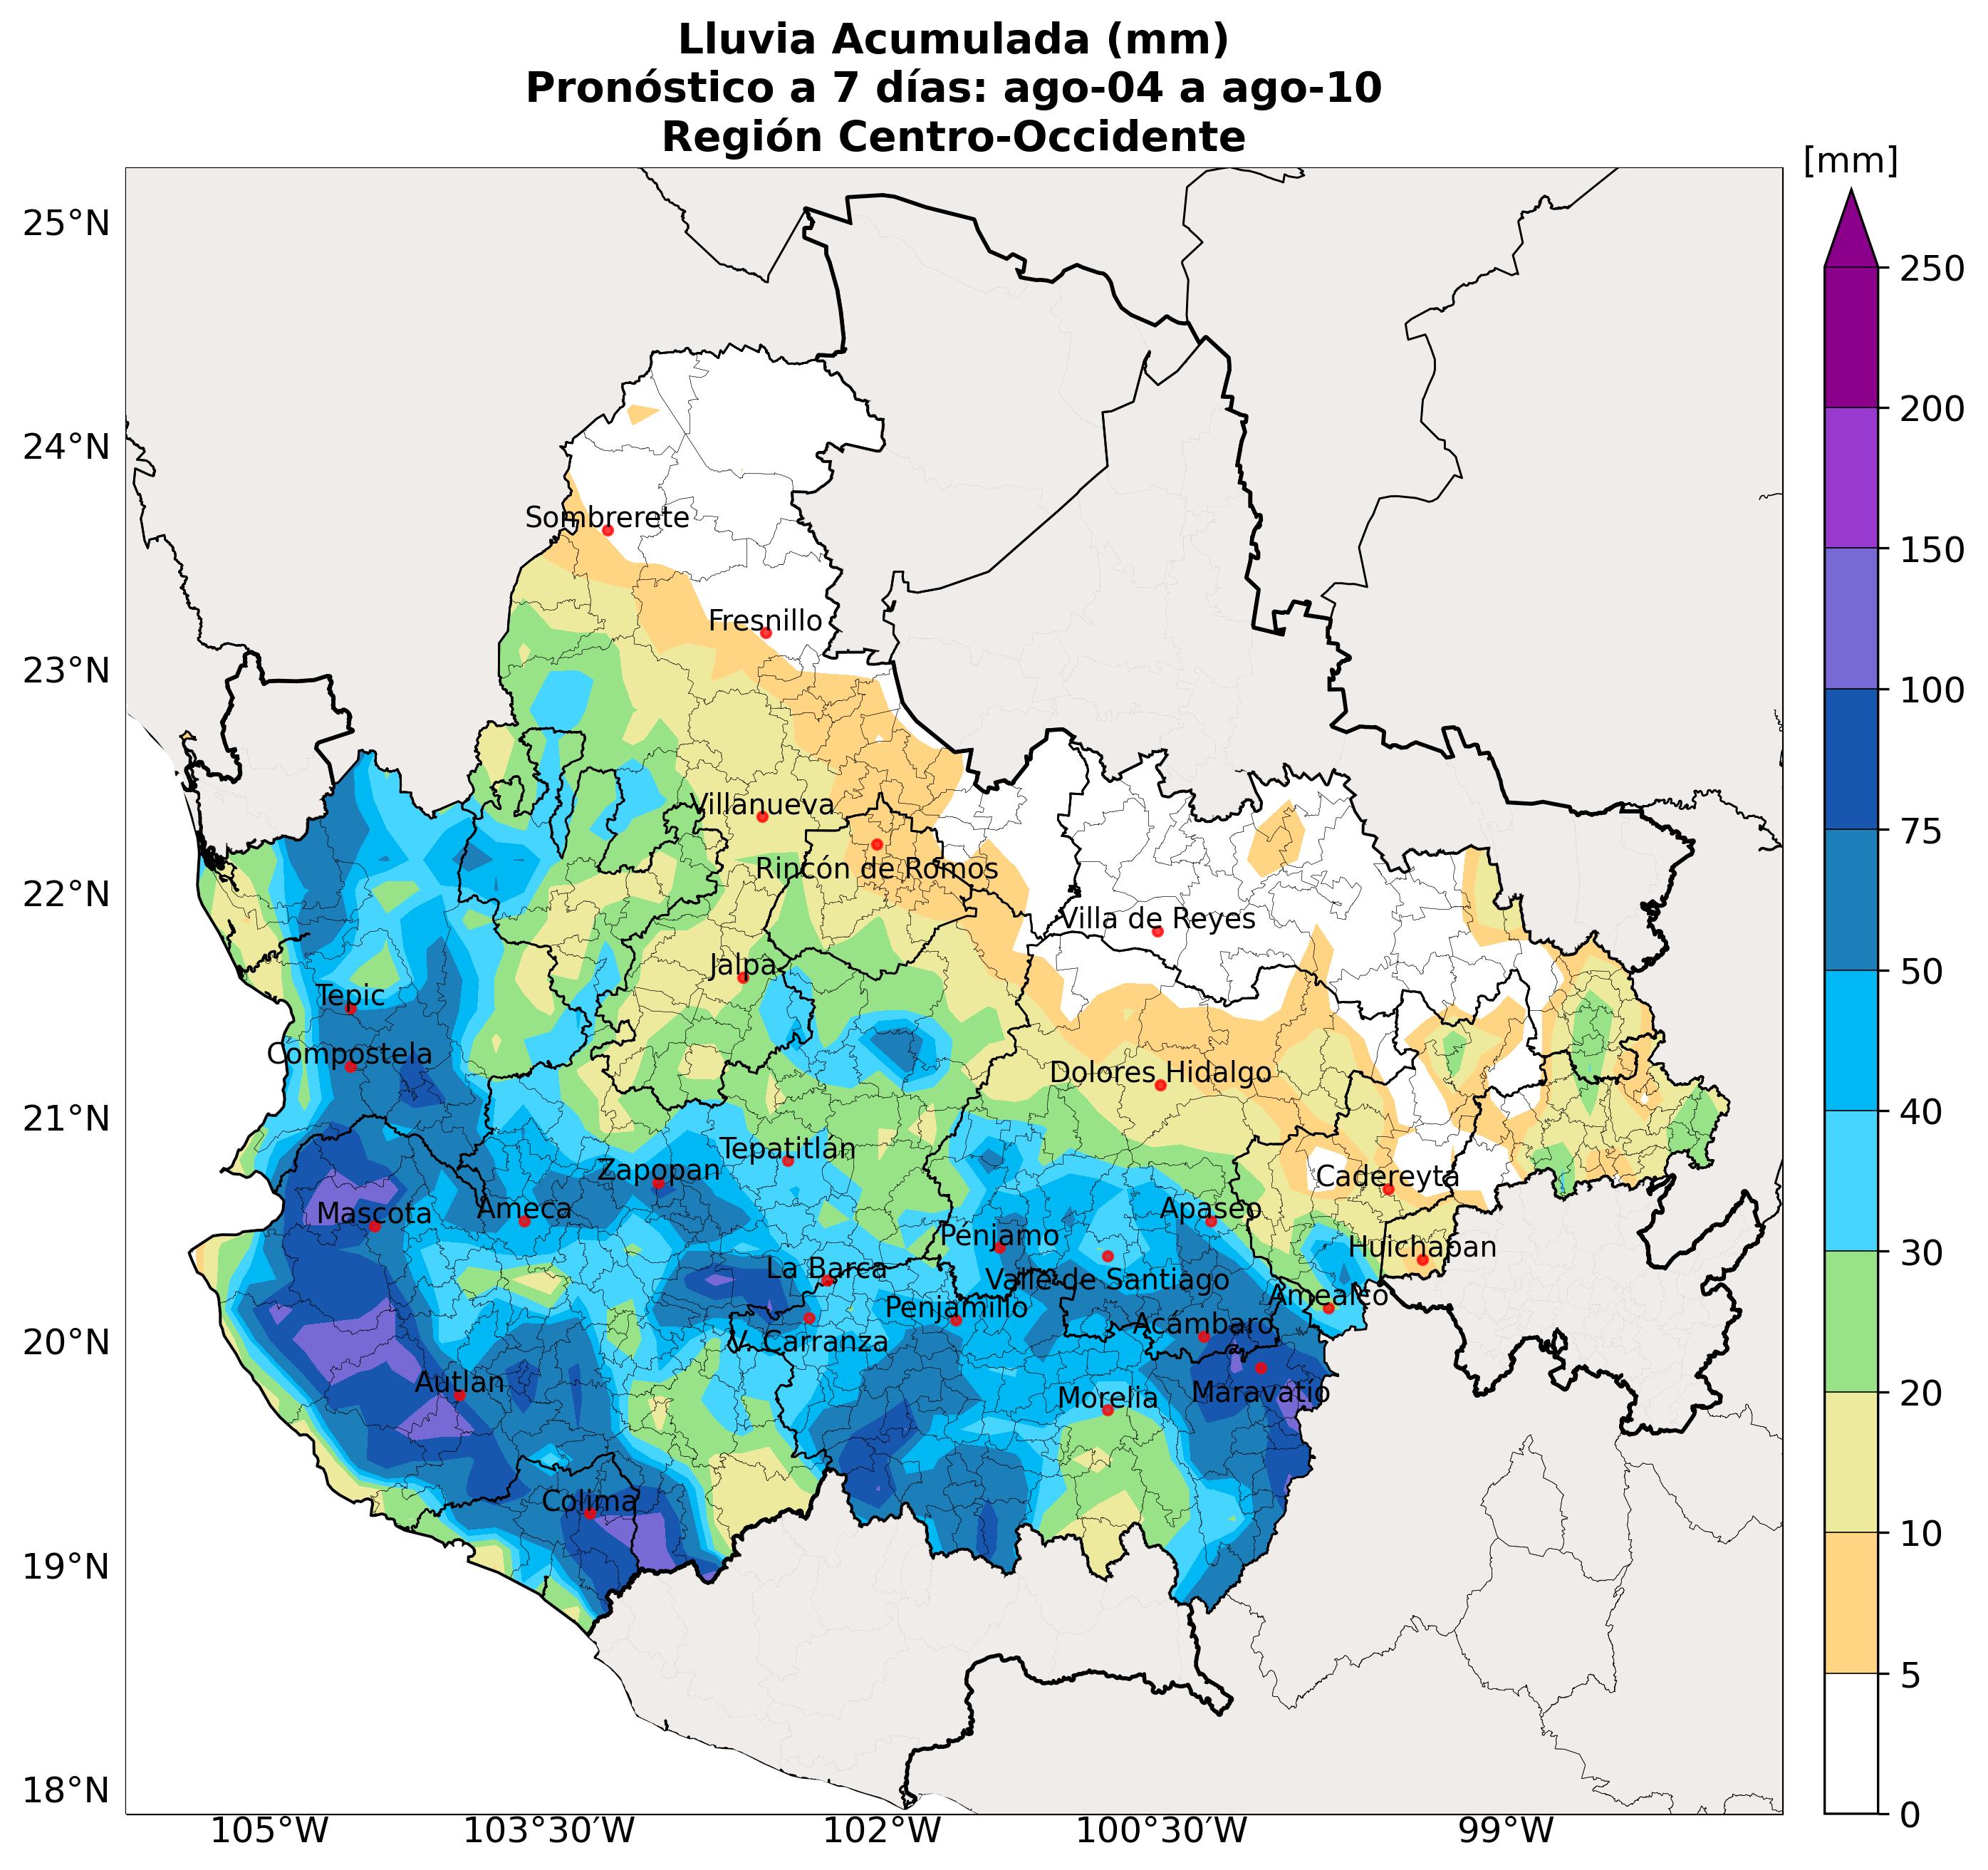 Lluvia Acumulada (mm)
Pronóstico a 7 días: ago-04 a ago-10
Región Centro-Occidente
[mm]
25°N
24°N
23°N
22°N
21°N
20°N
19°N
18°N
Sombrerete
Fresnillo
Villanueva
Rincón de Romos
Villa de Reyes
Jalpa
Tepic
Compostela
Dolores Hidalgo
Tepatitlán
Zapopan
Cadereyta
Mascota
Ameca
Apaseo
Pénjamo
Huichapan
La Barca
Valle de Santiago
Amealco
Penjamillo
Acámbaro
V. Carranza
Autlan
Maravatío
Morelia
Colima
105°W
103°30'W
102°W
100°30'W
99°W
250
200
150
100
75
50
40
30
20
10
5
0